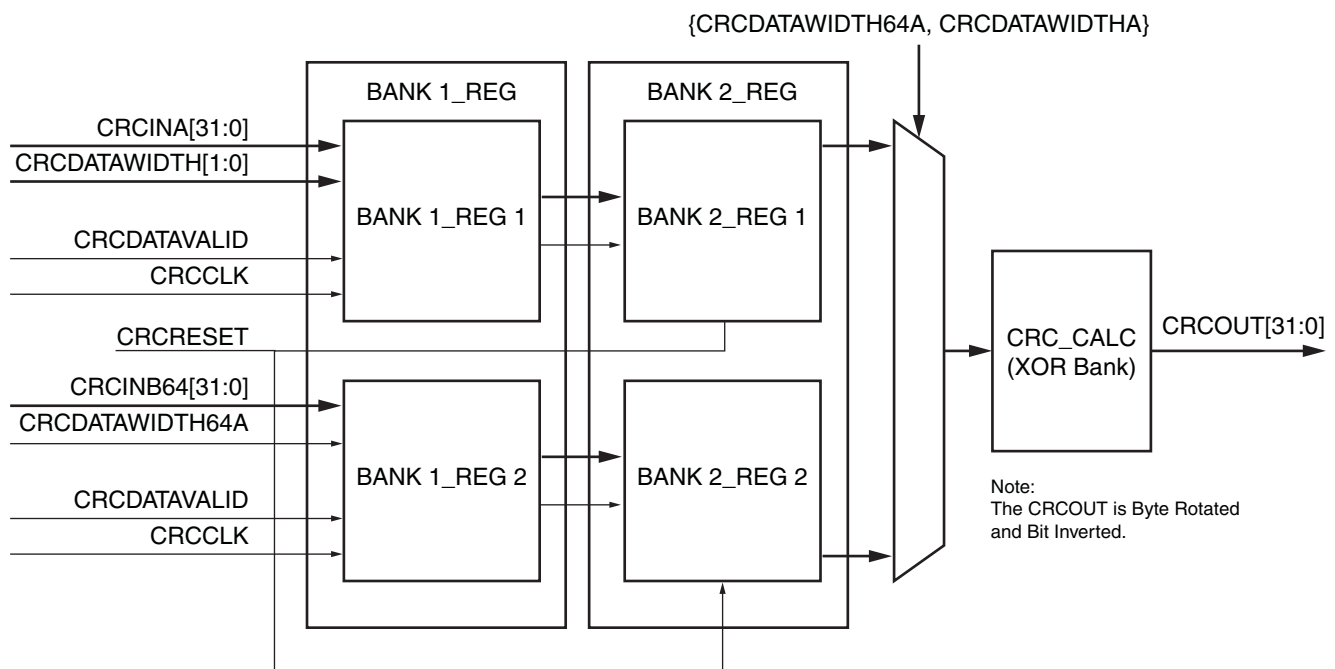 {CRCDATAWIDTH64A, CRCDATAWIDTHA}
BANK 1_REG
BANK 2_REG
CRCINA[31:0]
CRCDATAWIDTH[1:0]
BANK 1_REG 1
BANK 2_REG 1
CRCDATAVALID
CRCCLK
CRCRESET
CRC_CALC
(XOR Bank)
CRCOUT[31:0]
CRCINB64[31:0]
CRCDATAWIDTH64A
BANK 1_REG 2
BANK 2_REG 2
CRCDATAVALID
CRCCLK
Note:
The CRCOUT is Byte Rotated
and Bit Inverted.